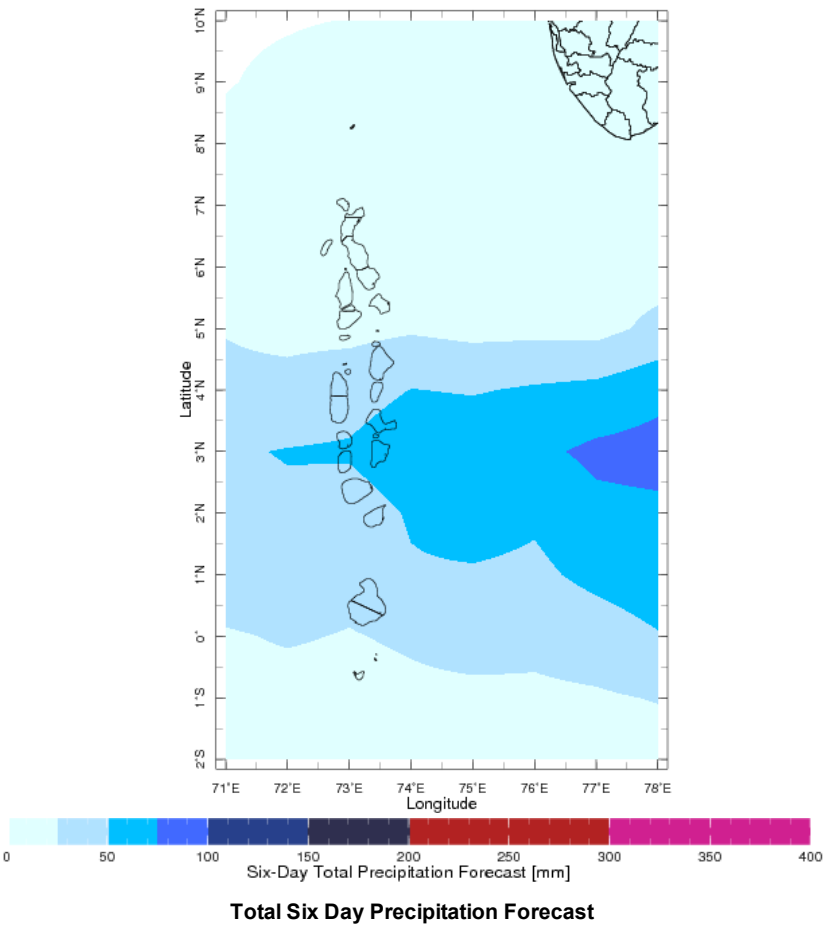 10°N
9°N
8°N
7°N
6°N
5°N
4°N
3°N
2°N
1°N
0°
1°S
2°S
Latitude
71°E 72°E 73°E 74°E 75°E 76°E 77°E 78°E
Longitude
0 50 100 150 200 250 300 350 400
Six-Day Total Precipitation Forecast [mm]
Total Six Day Precipitation Forecast